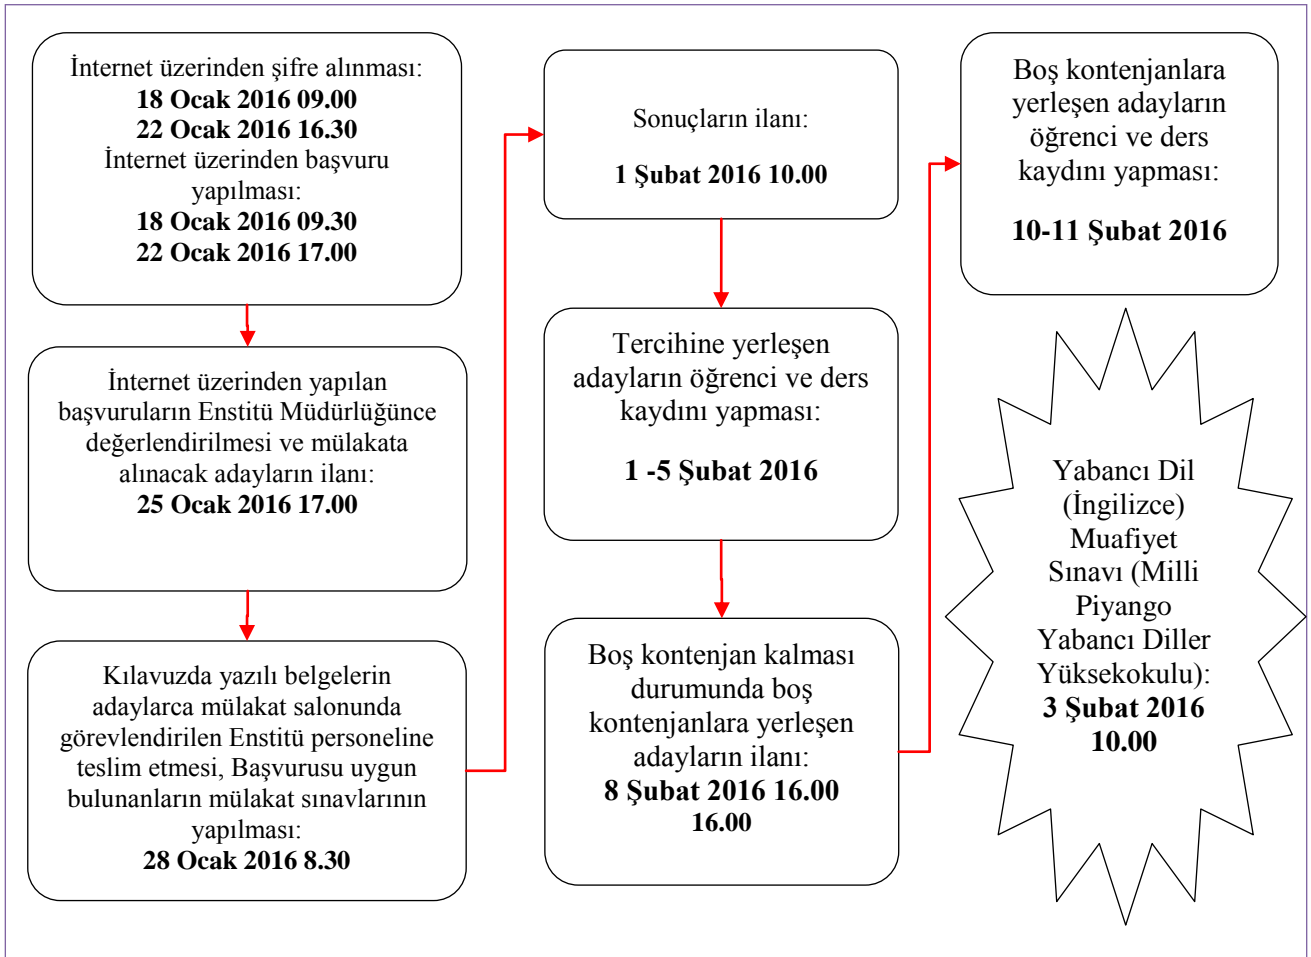 İnternet üzerinden şifre alınması:
18 Ocak 2016 09.00
22 Ocak 2016 16.30
İnternet üzerinden başvuru
yapılması:
18 Ocak 2016 09.30
22 Ocak 2016 17.00
İnternet üzerinden yapılan
başvuruların Enstitü Müdürlüğünce
değerlendirilmesi ve mülakata
alınacak adayların ilanı:
25 Ocak 2016 17.00
Kılavuzda yazılı belgelerin
adaylarca mülakat salonunda
görevlendirilen Enstitü personeline
teslim etmesi, Başvurusu uygun
bulunanların mülakat sınavlarının
yapılması:
28 Ocak 2016 8.30
Sonuçların ilanı:
1 Şubat 2016 10.00
Tercihine yerleşen
adayların öğrenci ve ders
kaydını yapması:
1 -5 Şubat 2016
Boş kontenjan kalması
durumunda boş
kontenjanlara yerleşen
adayların ilanı:
8 Şubat 2016 16.00
16.00
Boş kontenjanlara
yerleşen adayların
öğrenci ve ders
kaydını yapması:
10-11 Şubat 2016
Yabancı Dil
(İngilizce)
Muafiyet
Sınavı (Milli
Piyango
Yabancı Diller
Yüksekokulu):
3 Şubat 2016
10.00